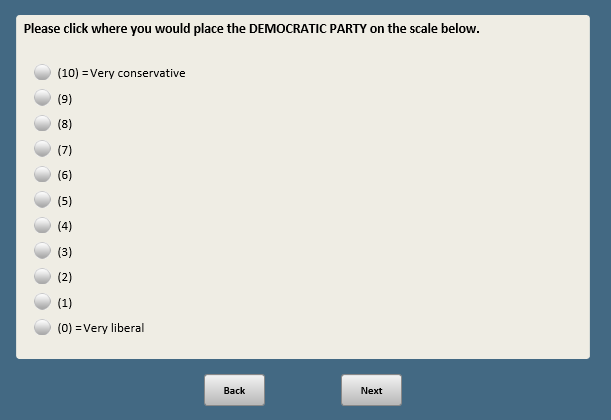 Please click where you would place the DEMOCRATIC PARTY on the scale below.
(10) = Very conservative
(9)
(8)
(7)
(6)
(5)
(4)
(3)
(2)
(1)
(0) = Very liberal
Back Next